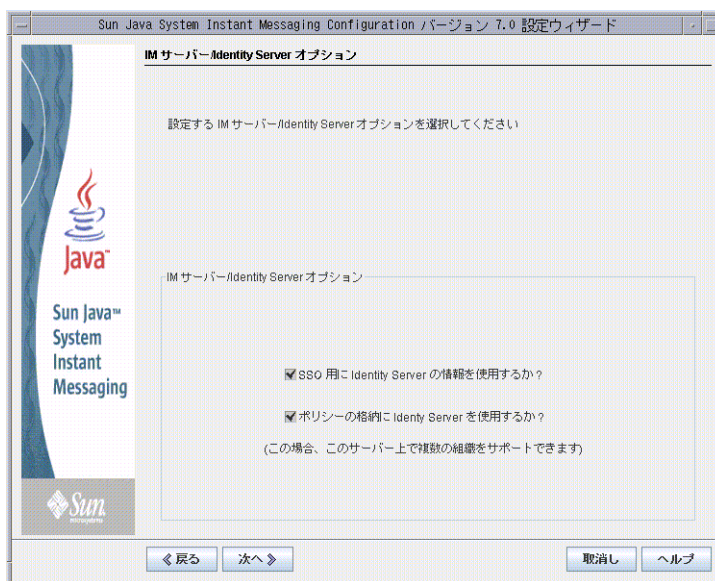 Sun Java System Instant Messaging Configuration バージョン 7.0 設定ウィザード
IM サーバー/Identity Server オプション
設定する IM サーバー/Identity Server オプションを選択してください
IM サーバー/Identity Server オプション
SSO 用に Identity Server の情報を使用するか?
ポリシーの格納に Identy Server を使用するか?
(この場合、このサーバー上で複数の組織をサポートできます)
Java™
Sun Java™
System
Instant
Messaging
Sun
microsystems
《 戻る
次へ 》
取消し
ヘルプ